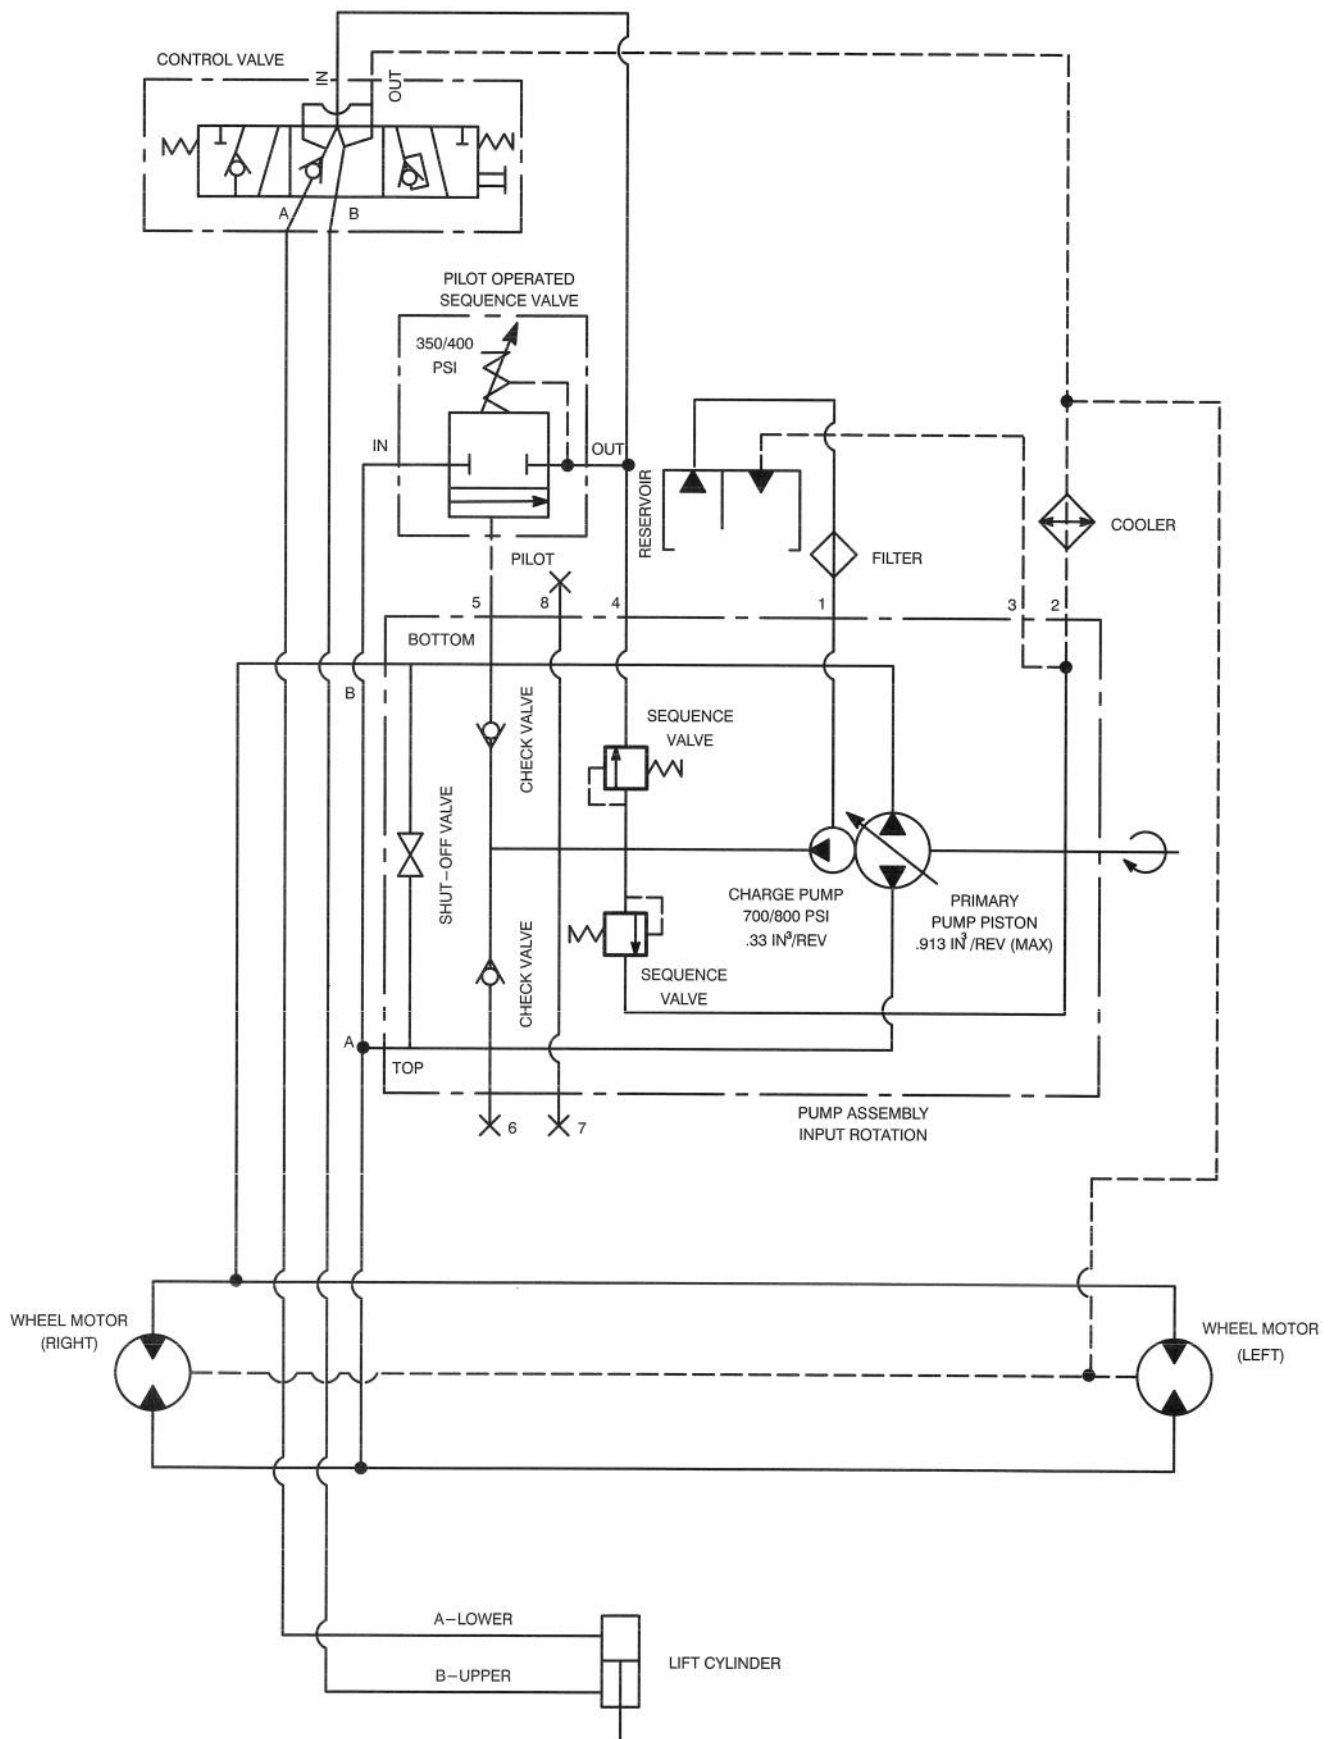 CONTROL VALVE
IN
OUT
A
B
PILOT OPERATED
SEQUENCE VALVE
350/400
PSI
IN
OUT
RESERVOIR
COOLER
FILTER
PILOT
5
8
4
1
3
2
BOTTOM
B
CHECK VALVE
SEQUENCE
VALVE
SHUT-OFF VALVE
CHARGE PUMP
700/800 PSI
.33 IN³/REV
PRIMARY
PUMP PISTON
.913 IN³/REV (MAX)
CHECK VALVE
SEQUENCE
VALVE
A
TOP
6
7
PUMP ASSEMBLY
INPUT ROTATION
WHEEL MOTOR
(RIGHT)
WHEEL MOTOR
(LEFT)
A-LOWER
LIFT CYLINDER
B-UPPER